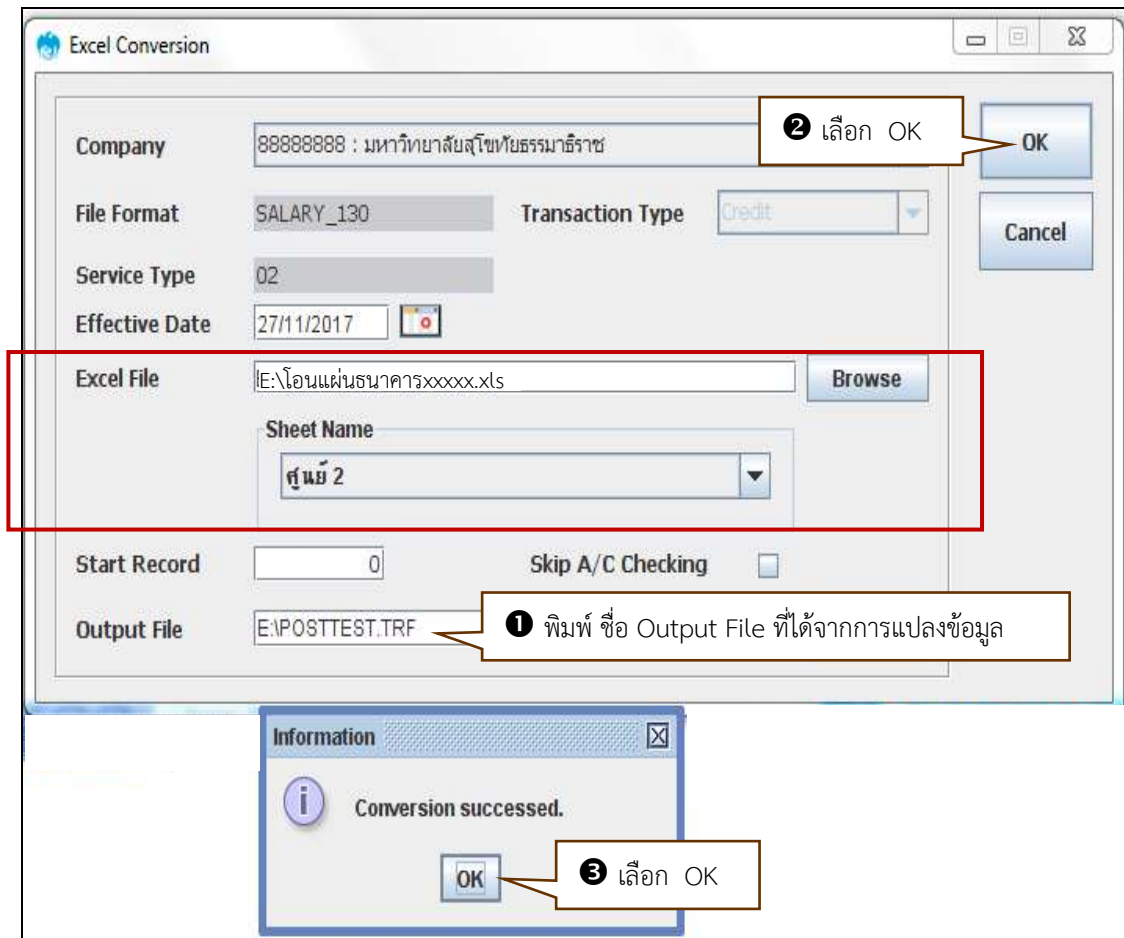 Excel Conversion
Company 88888888 : มหาวิทยาลัยสุโขทัยธรรมาธิราช
❷ เลือก OK
OK
File Format SALARY_130 Transaction Type Credit
Cancel
Service Type 02
Effective Date 27/11/2017
Excel File E:\โอนแผ่นธนาคารxxxxx.xls Browse
Sheet Name
ศูนย์ 2
Start Record 0 Skip A/C Checking
Output File E:\POSTTEST.TRF
❶ พิมพ์ ชื่อ Output File ที่ได้จากการแปลงข้อมูล
Information
Conversion successed.
OK
❸ เลือก OK